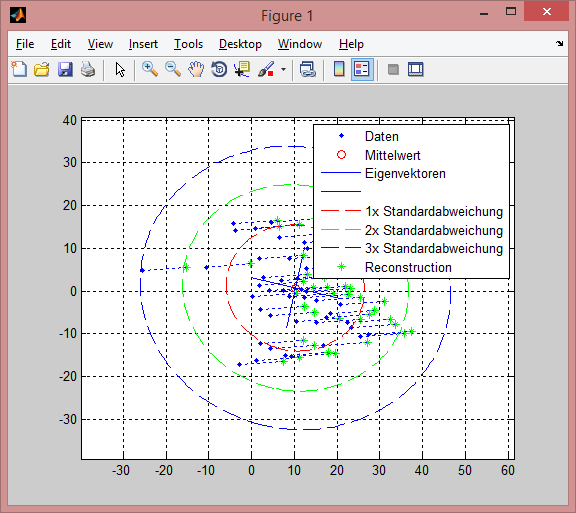 Figure 1
File Edit View Insert Tools Desktop Window Help
40
30
20
10
0
-10
-20
-30
-30 -20 -10 0 10 20 30 40 50 60
Daten
Mittelwert
Eigenvektoren
1x Standardabweichung
2x Standardabweichung
3x Standardabweichung
Reconstruction